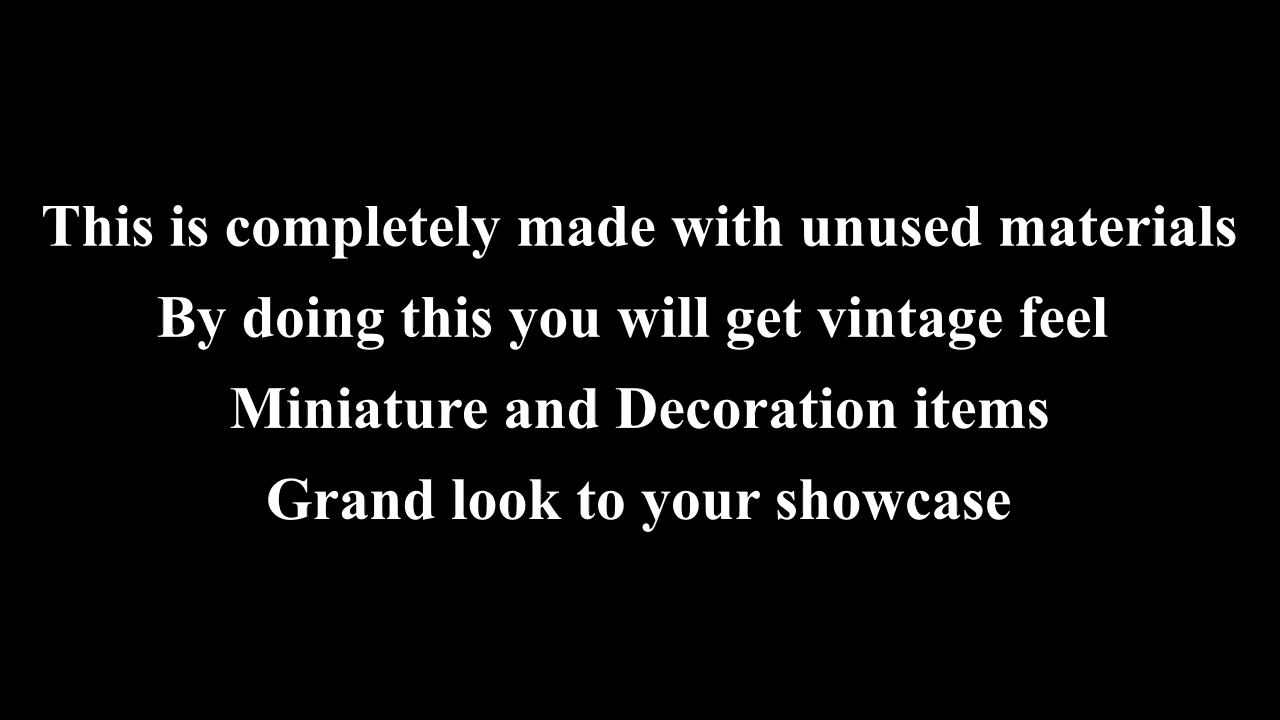 This is completely made with unused materials
By doing this you will get vintage feel
Miniature and Decoration items
Grand look to your showcase